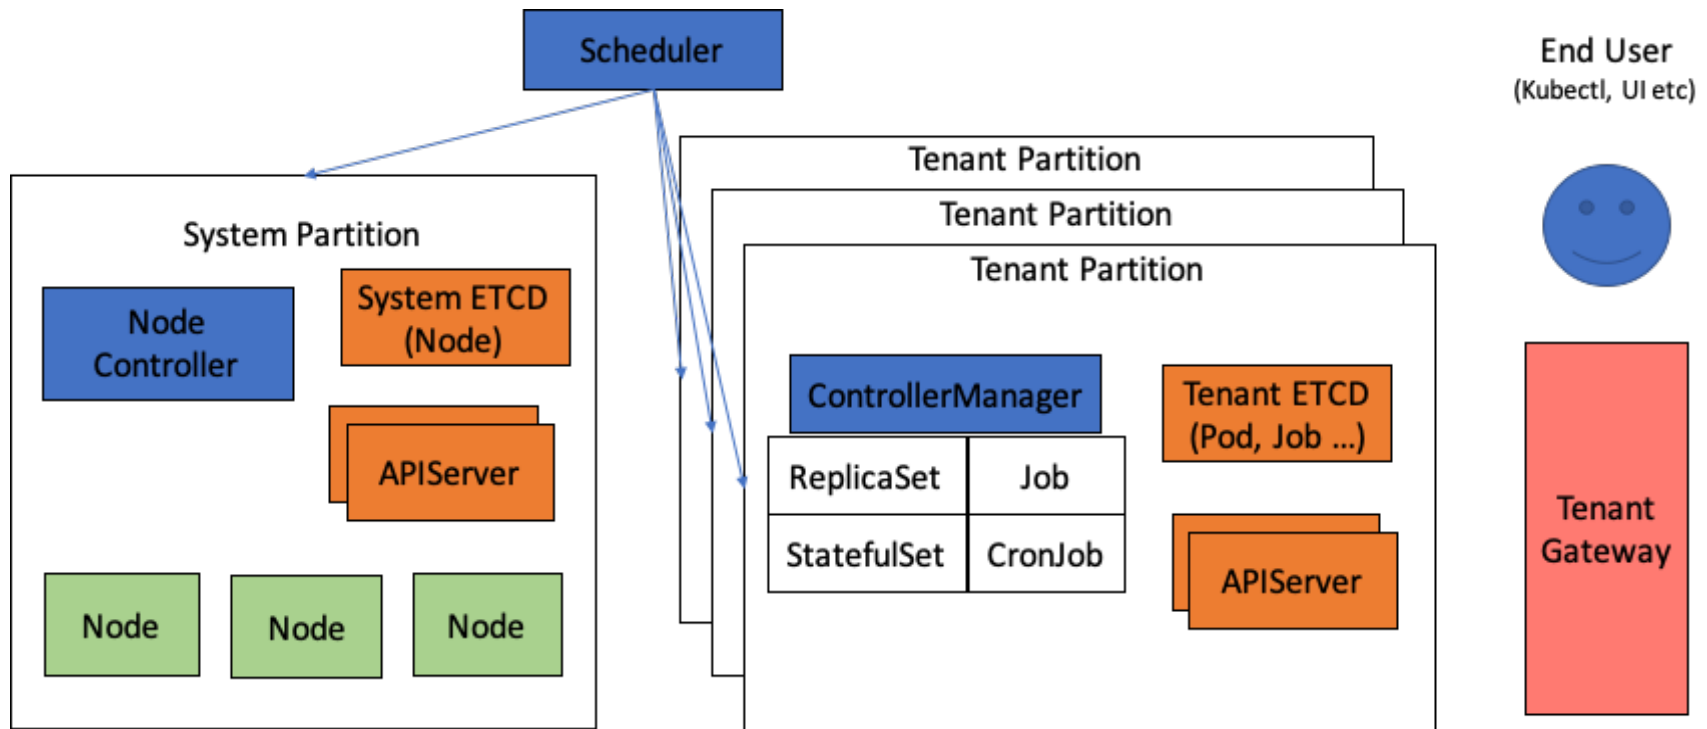 Scheduler
End User
(Kubectl, UI etc)
Tenant Partition
Tenant Partition
Tenant Partition
System Partition
Node
Controller
System ETCD
(Node)
APIServer
Node
Node
Node
ControllerManager
ReplicaSet
Job
StatefulSet
CronJob
Tenant ETCD
(Pod, Job ...)
APIServer
Tenant
Gateway